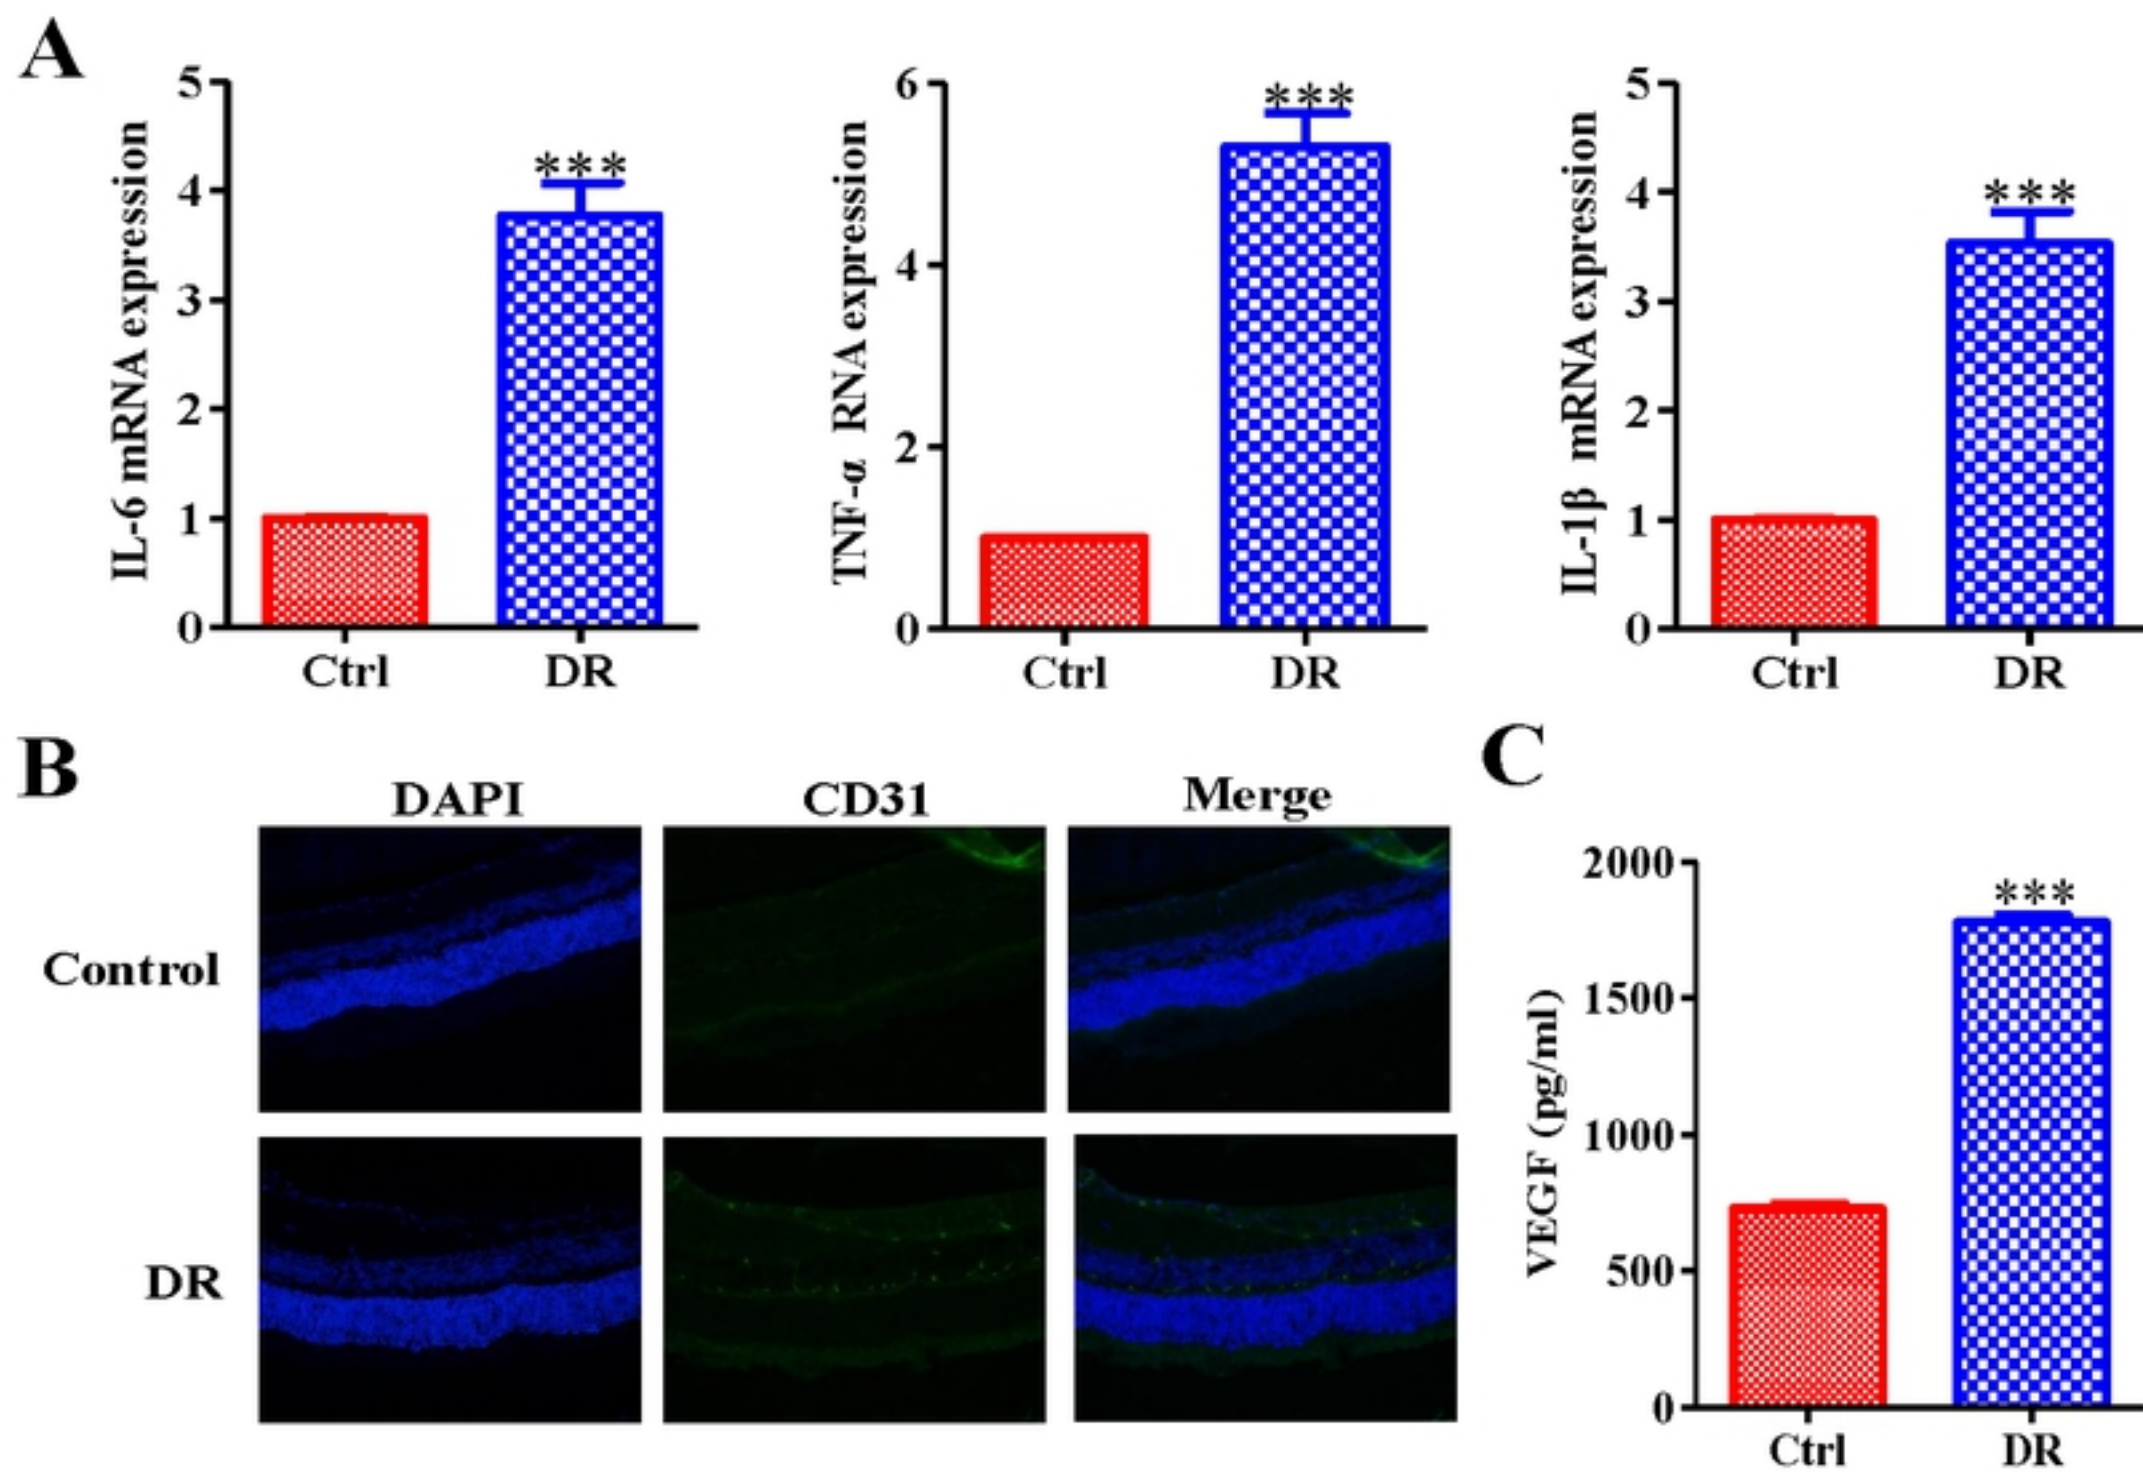 A
IL-6 mRNA expression
5
4
3
2
1
0
***
Ctrl
DR
TNF-α RNA expression
6
4
2
0
***
Ctrl
DR
IL-1β mRNA expression
5
4
3
2
1
0
***
Ctrl
DR
B
DAPI
CD31
Merge
Control
DR
C
VEGF (pg/ml)
2000
1500
1000
500
0
***
Ctrl
DR